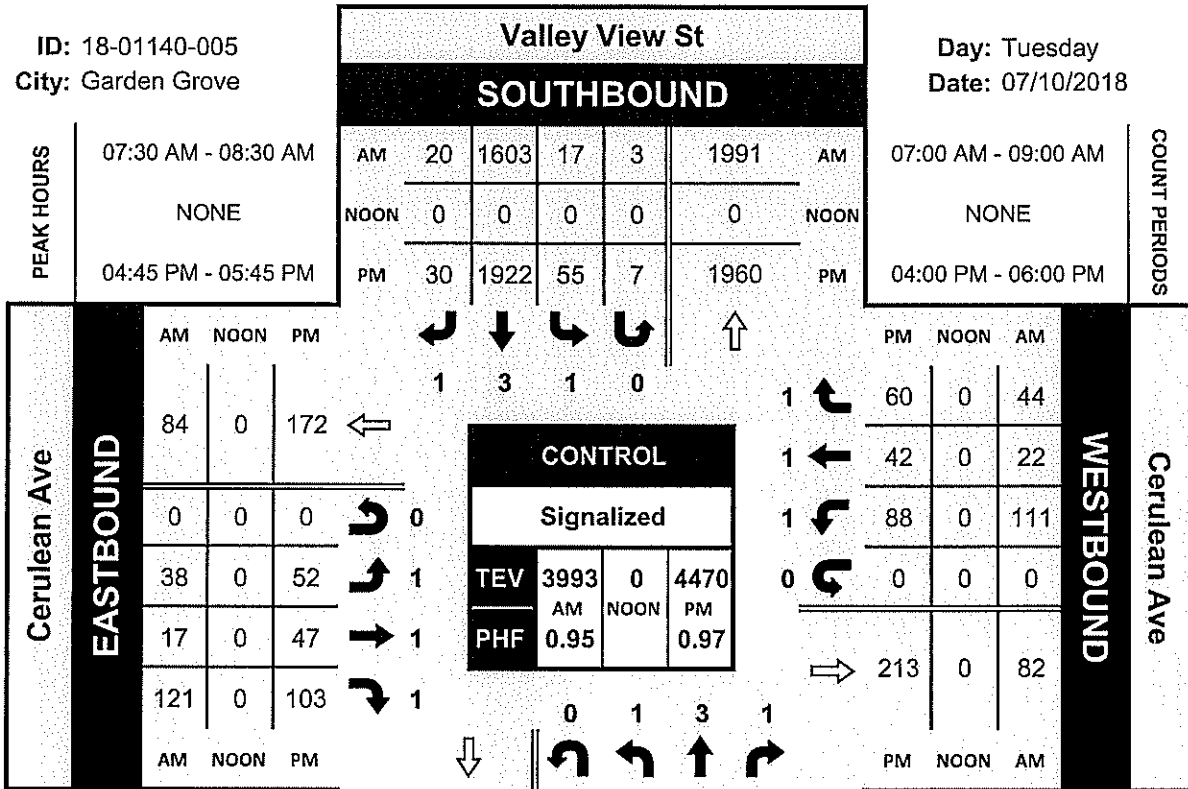 ID: 18-01140-005
City: Garden Grove
Valley View St
SOUTHBOUND
Day: Tuesday
Date: 07/10/2018
PEAK HOURS
07:30 AM - 08:30 AM
NONE
04:45 PM - 05:45 PM
AM 20 1603 17 3 1991 AM
NOON 0 0 0 0 0 NOON
PM 30 1922 55 7 1960 PM
07:00 AM - 09:00 AM
NONE
04:00 PM - 06:00 PM
COUNT PERIODS
1 3 1 0
Cerulean Ave
EASTBOUND
AM NOON PM
84 0 172
0 0 0 0
38 0 52 1
17 0 47 1
121 0 103 1
AM NOON PM
CONTROL
Signalized
TEV 3993 0 4470
AM NOON PM
PHF 0.95 0.97
PM NOON AM
1 60 0 44
1 42 0 22
1 88 0 111
0 0 0 0
213 0 82
PM NOON AM
WESTBOUND
Cerulean Ave
0 1 3 1